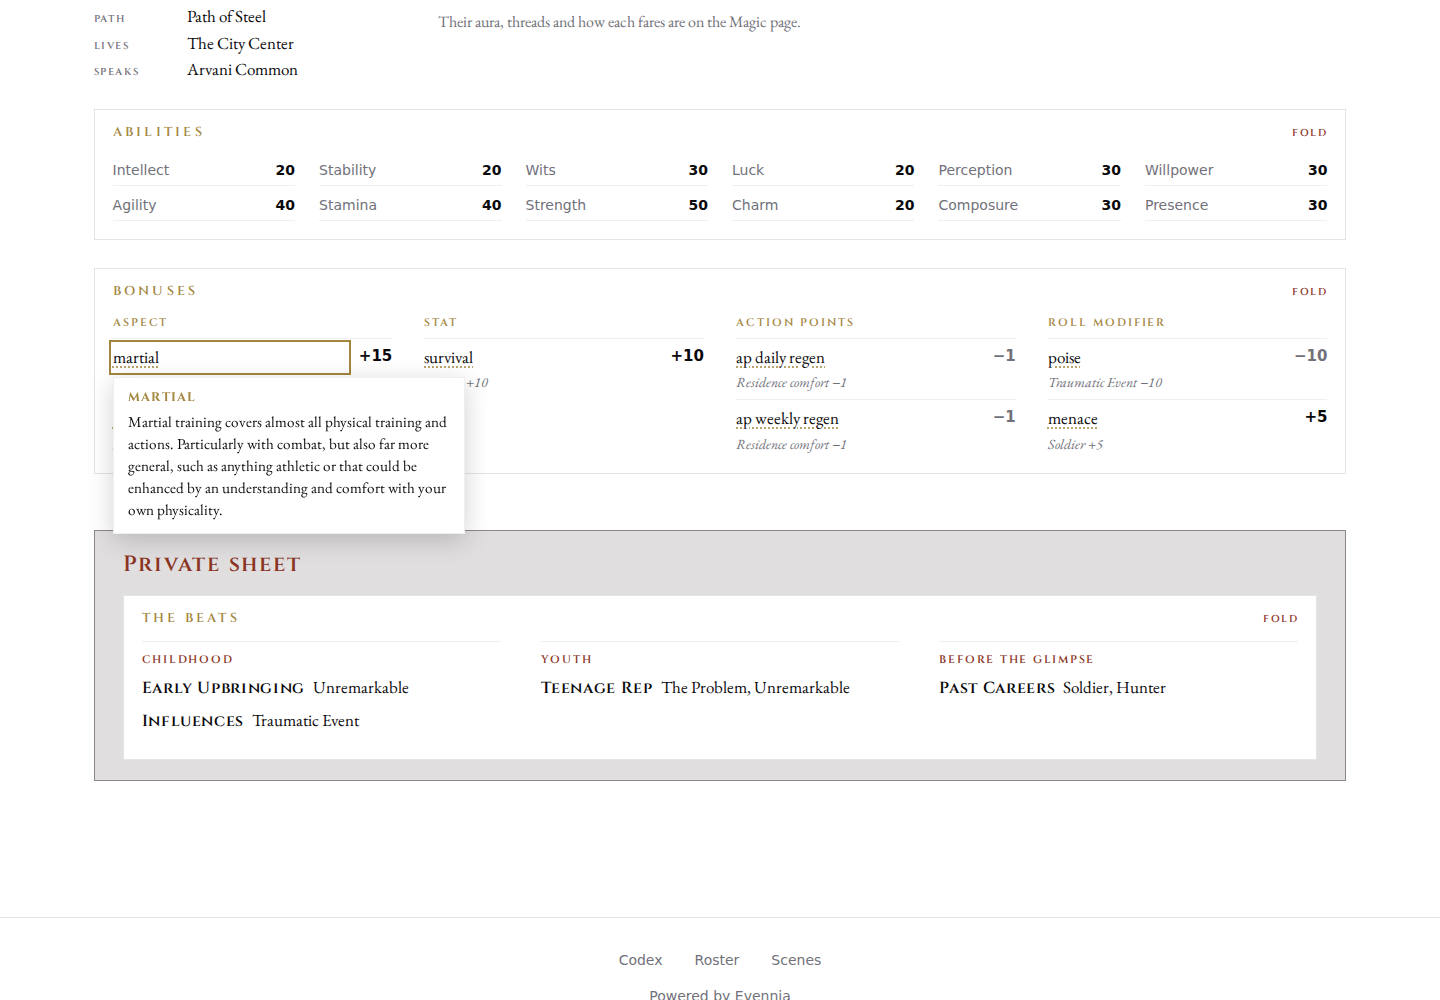 PATH Path of Steel
Their aura, threads and how each fares are on the Magic page.
LIVES The City Center
SPEAKS Arvani Common
ABILITIES FOLD
Intellect 20 Stability 20 Wits 30 Luck 20 Perception 30 Willpower 30
Agility 40 Stamina 40 Strength 50 Charm 20 Composure 30 Presence 30
BONUSES FOLD
ASPECT STAT ACTION POINTS ROLL MODIFIER
martial +15 survival +10 ap daily regen −1 poise −10
+10 Residence comfort −1 Traumatic Event −10
ap weekly regen −1 menace +5
Residence comfort −1 Soldier +5
MARTIAL
Martial training covers almost all physical training and
actions. Particularly with combat, but also far more
general, such as anything athletic or that could be
enhanced by an understanding and comfort with your
own physicality.
PRIVATE SHEET
THE BEATS FOLD
CHILDHOOD YOUTH BEFORE THE GLIMPSE
EARLY UPBRINGING Unremarkable TEENAGE REP The Problem, Unremarkable PAST CAREERS Soldier, Hunter
INFLUENCES Traumatic Event
Codex Roster Scenes
Powered by Evennia